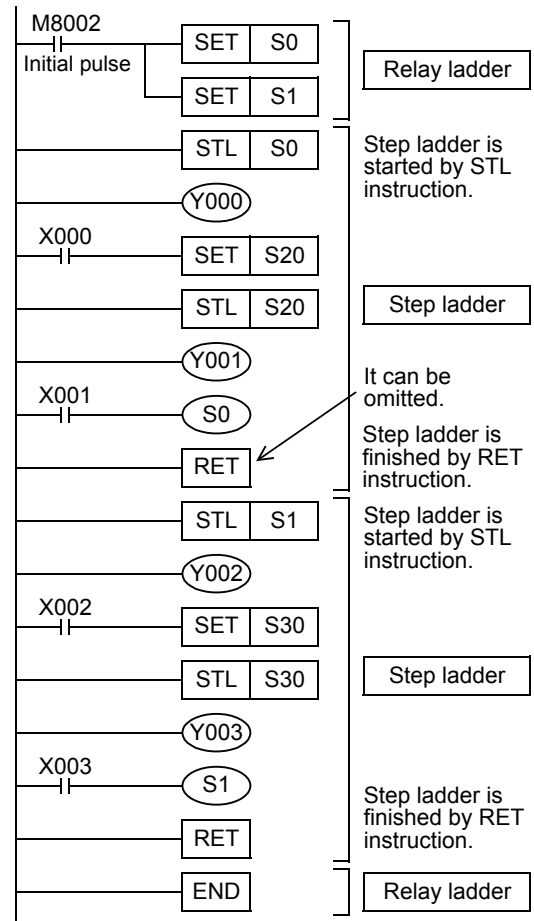 M8002
Initial pulse
SET S0
SET S1
Relay ladder
STL S0
Step ladder is
started by STL
instruction.
Y000
X000
SET S20
STL S20
Step ladder
Y001
It can be
omitted.
X001
S0
RET
Step ladder is
finished by RET
instruction.
STL S1
Step ladder is
started by STL
instruction.
Y002
X002
SET S30
STL S30
Step ladder
Y003
X003
S1
RET
Step ladder is
finished by RET
instruction.
END
Relay ladder